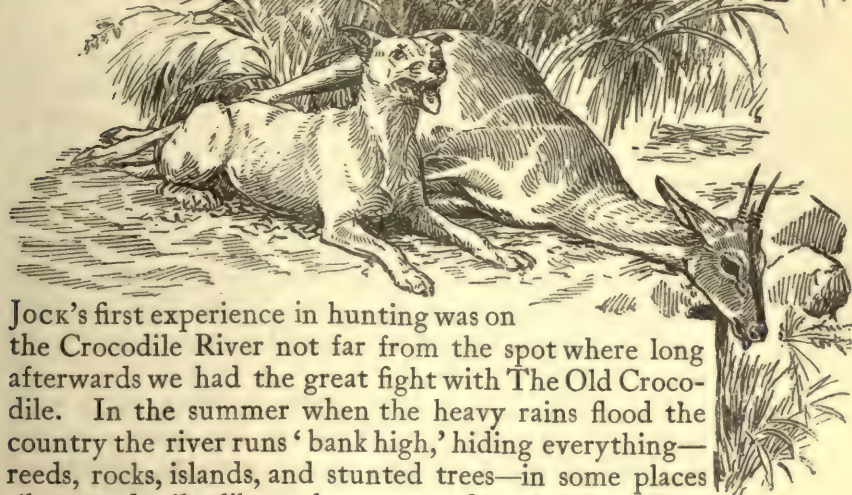 JOCK'S first experience in hunting was on
the Crocodile River not far from the spot where long
afterwards we had the great fight with The Old Croco-
dile. In the summer when the heavy rains flood the
country the river runs ‘ bank high,’ hiding everything—
reeds, rocks, islands, and stunted trees—in some places